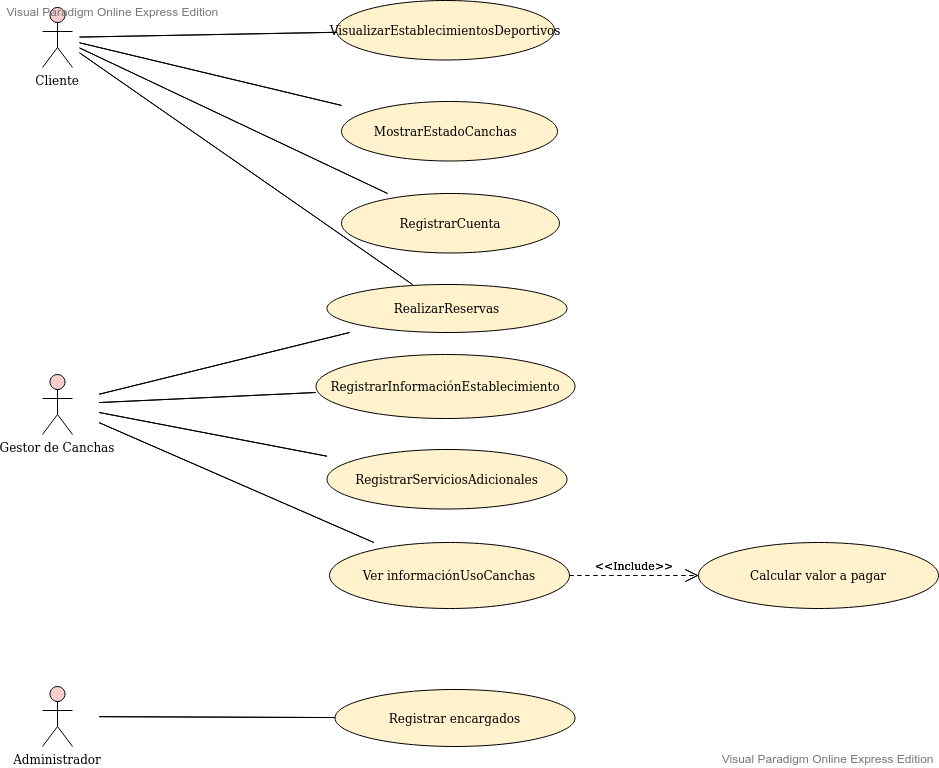 Visual Paradigm Online Express Edition
VisualizarEstablecimientosDeportivos
Cliente
MostrarEstadoCanchas
RegistrarCuenta
RealizarReservas
RegistrarInformaciónEstablecimiento
Gestor de Canchas
RegistrarServiciosAdicionales
<<Include>>
Ver informaciónUsoCanchas
Calcular valor a pagar
Registrar encargados
Administrador
Visual Paradigm Online Express Edition